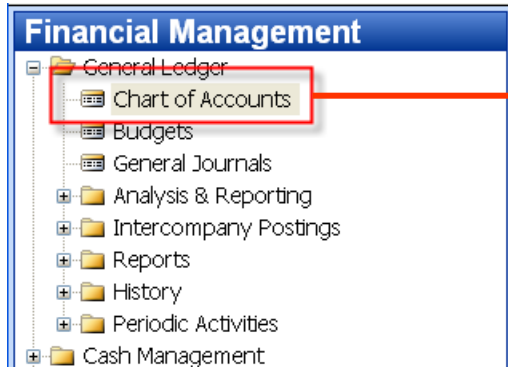 Financial Management
General Ledger
Chart of Accounts
Budgets
General Journals
Analysis & Reporting
Intercompany Postings
Reports
History
Periodic Activities
Cash Management